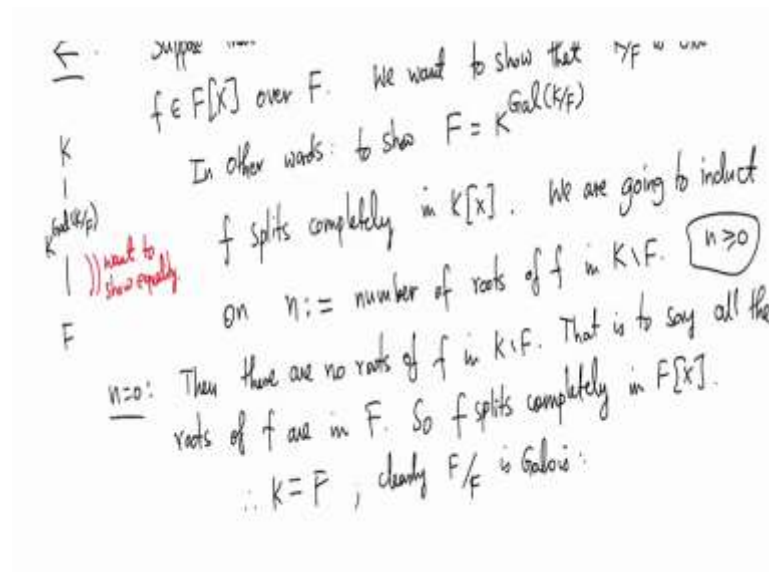 ← . Suppose
f ∈ F[X] over F. We want to show that K/F is
In other words: to show F = K^Gal(K/F)
K
|
K^Gal(K/F)
|
F
)) want to
show equality.
f splits completely in K[x]. We are going to induct
on n := number of roots of f in K\F. n ≥ 0
n=0: Then there are no roots of f in K\F. That is to say all the
roots of f are in F. So f splits completely in F[x].
∴ K = F , clearly F/F is Galois: